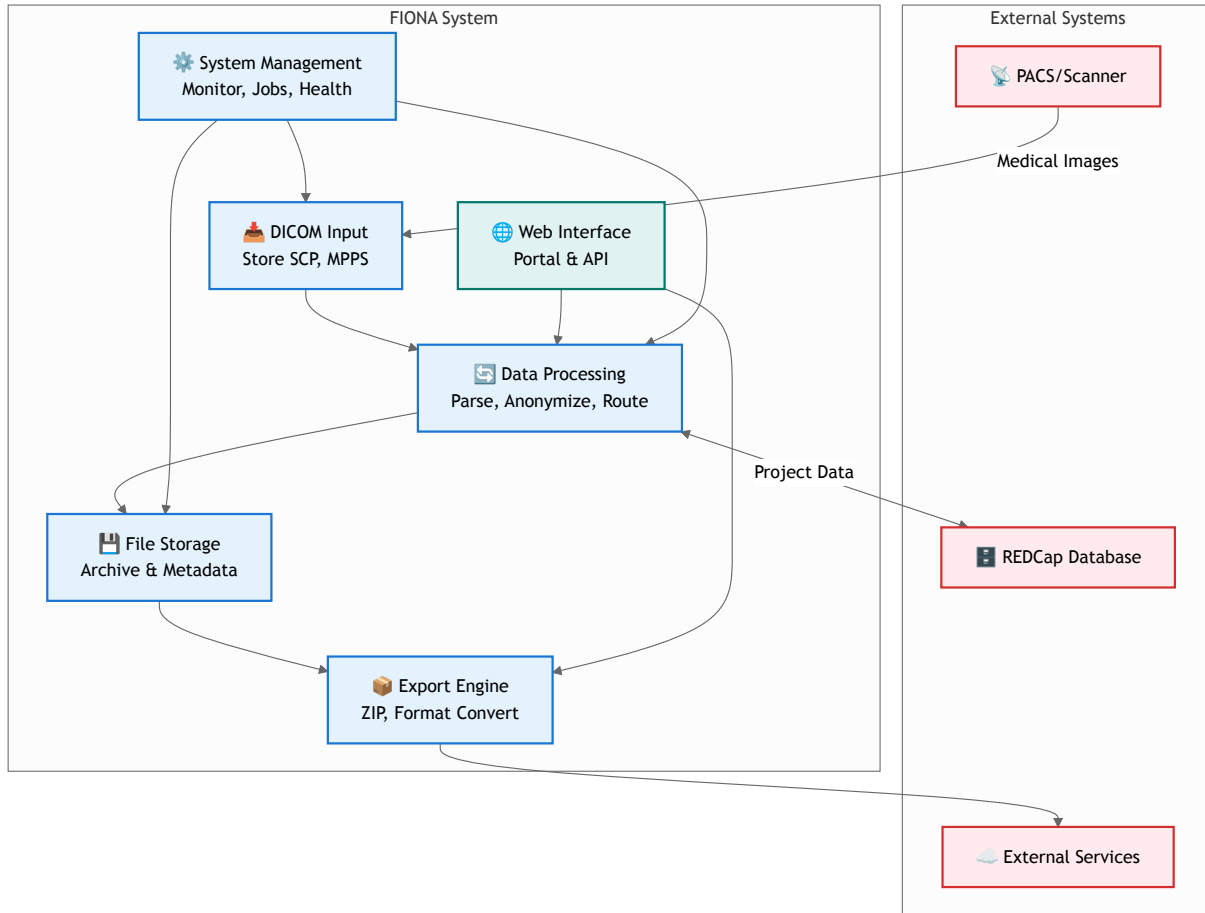 FIONA System
External Systems
⚙️ System Management
Monitor, Jobs, Health
📡 PACS/Scanner
Medical Images
📥 DICOM Input
Store SCP, MPPS
🌐 Web Interface
Portal & API
🔄 Data Processing
Parse, Anonymize, Route
Project Data
💾 File Storage
Archive & Metadata
🗄️ REDCap Database
📦 Export Engine
ZIP, Format Convert
☁️ External Services